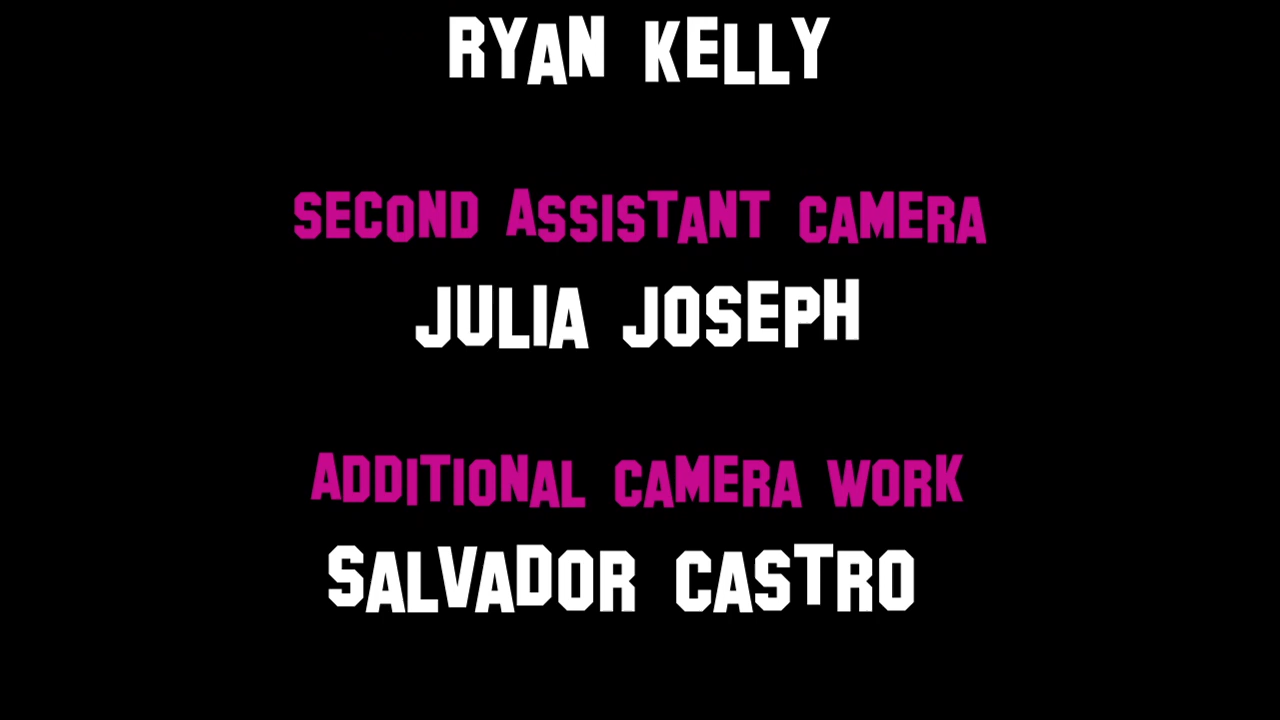 RYAN KELLY
SECOND ASSISTANT CAMERA
JULIA JOSEPH
ADDITIONAL CAMERA WORK
SALVADOR CASTRO